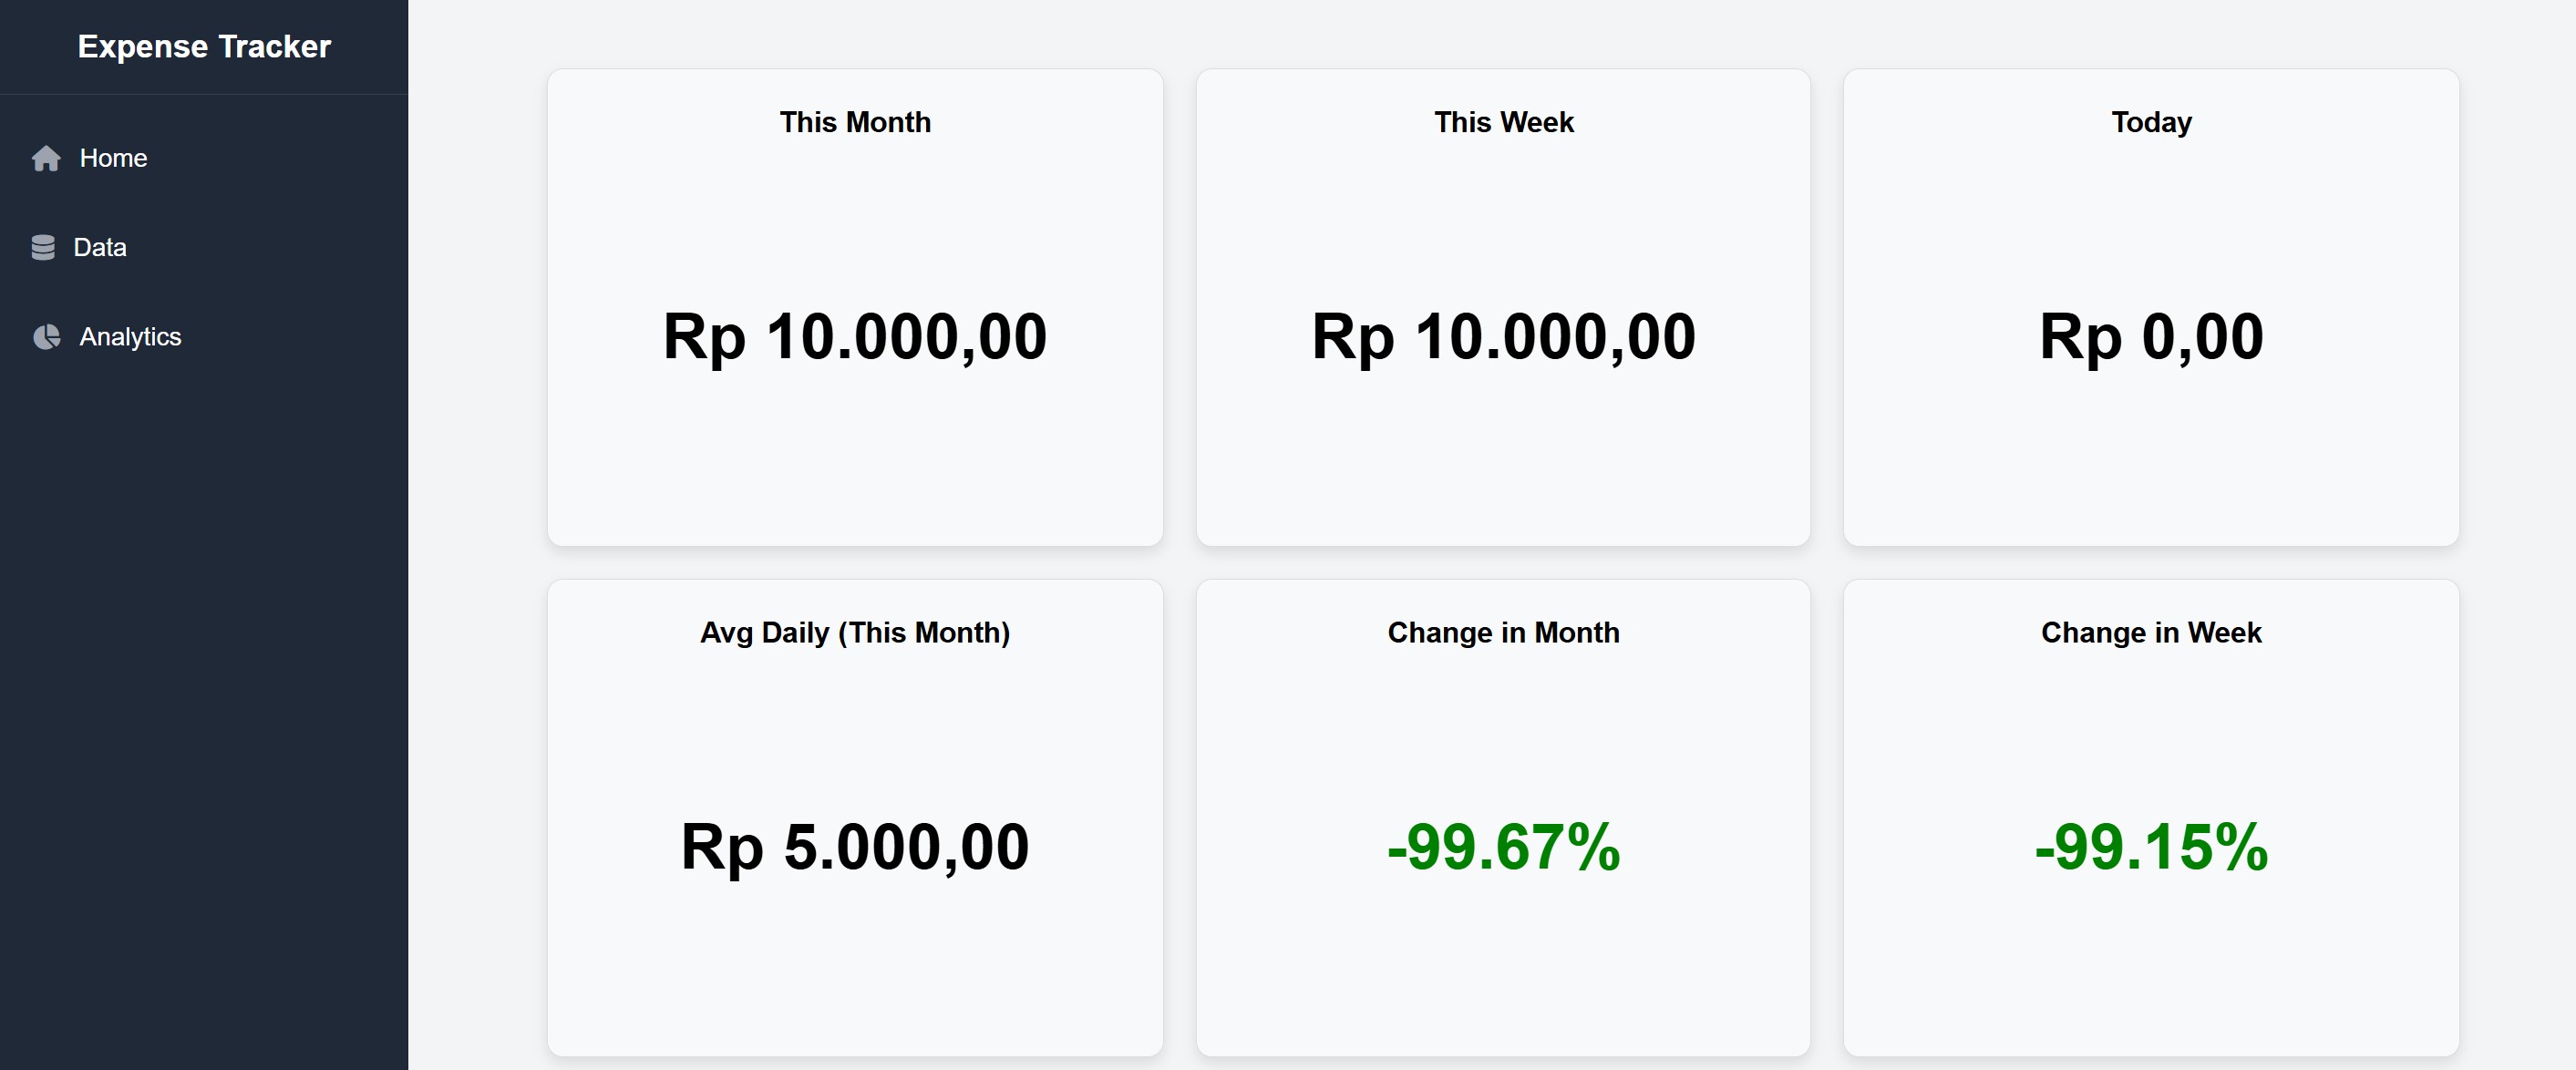 Expense Tracker
Home
Data
Analytics
This Month
Rp 10.000,00
This Week
Rp 10.000,00
Today
Rp 0,00
Avg Daily (This Month)
Rp 5.000,00
Change in Month
-99.67%
Change in Week
-99.15%